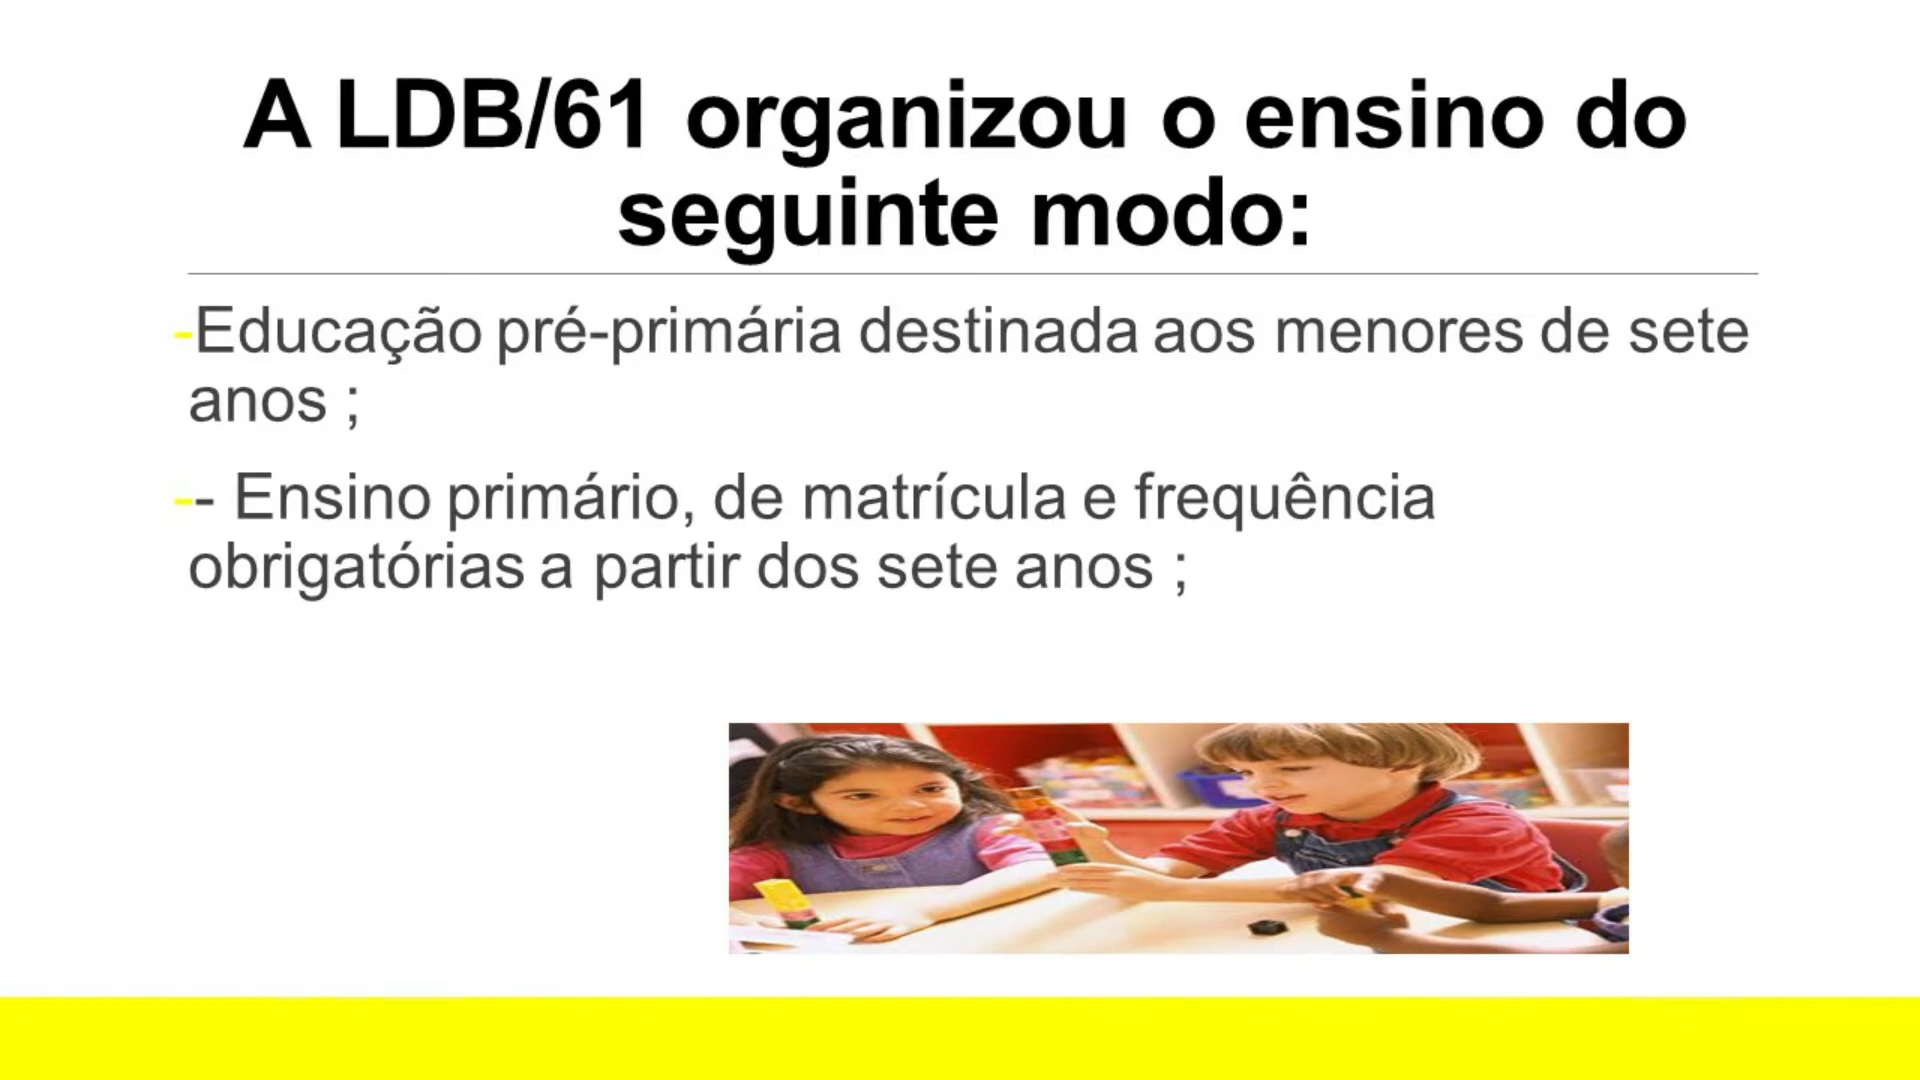 A LDB/61 organizou o ensino do
seguinte modo:
-Educação pré-primária destinada aos menores de sete
anos ;
-- Ensino primário, de matrícula e frequência
obrigatórias a partir dos sete anos ;